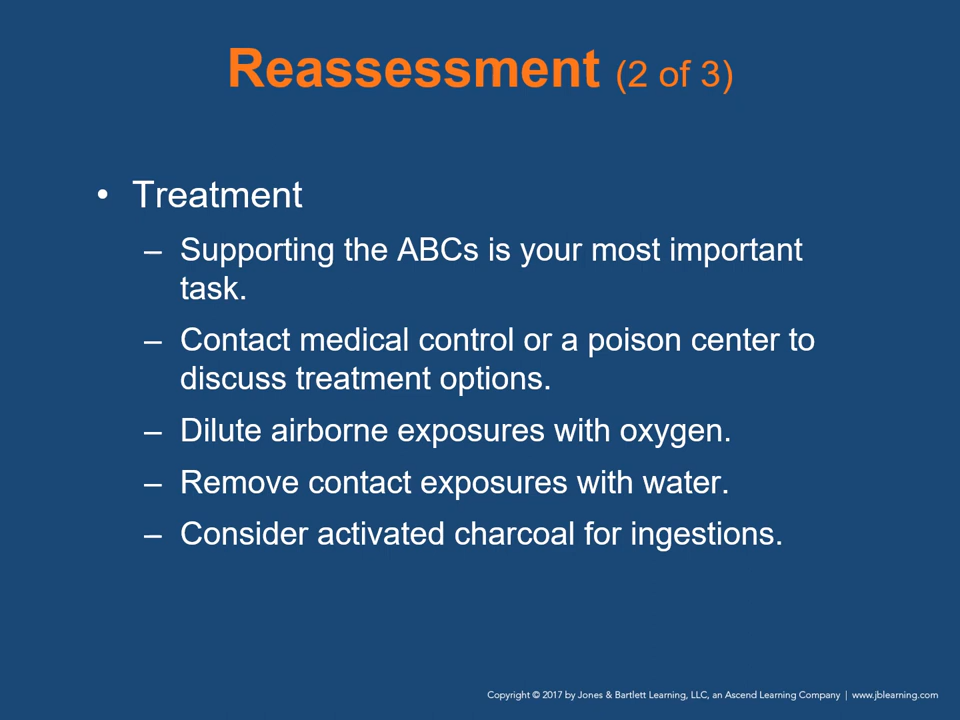 Reassessment (2 of 3)
• Treatment
– Supporting the ABCs is your most important
task.
– Contact medical control or a poison center to
discuss treatment options.
– Dilute airborne exposures with oxygen.
– Remove contact exposures with water.
– Consider activated charcoal for ingestions.
Copyright © 2017 by Jones & Bartlett Learning, LLC, an Ascend Learning Company | www.jblearning.com